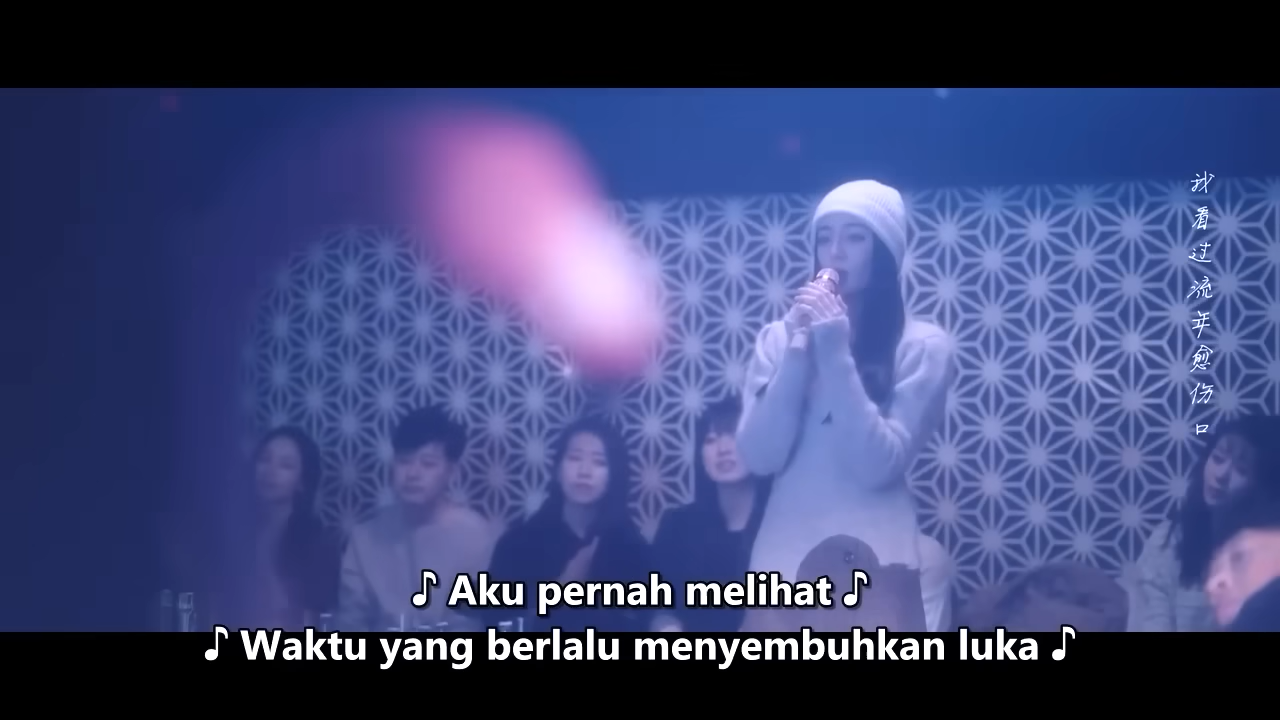 我看过流年愈伤口
♪ Aku pernah melihat ♪
♪ Waktu yang berlalu menyembuhkan luka ♪